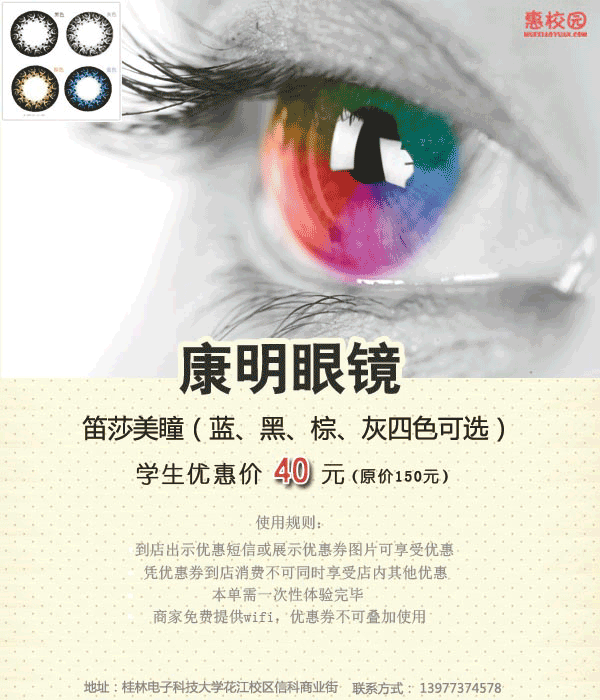 黑色
惠校园
HUIXIAOYUAN.COM
康明眼镜
笛莎美瞳（蓝、黑、棕、灰四色可选）
学生优惠价 40 元（原价150元）
使用规则：
到店出示优惠短信或展示优惠券图片可享受优惠
凭优惠券到店消费不可同时享受店内其他优惠
本单需一次性体验完毕
商家免费提供wifi，优惠券不可叠加使用
地址：桂林电子科技大学花江校区信科商业街 联系方式： 13977374578